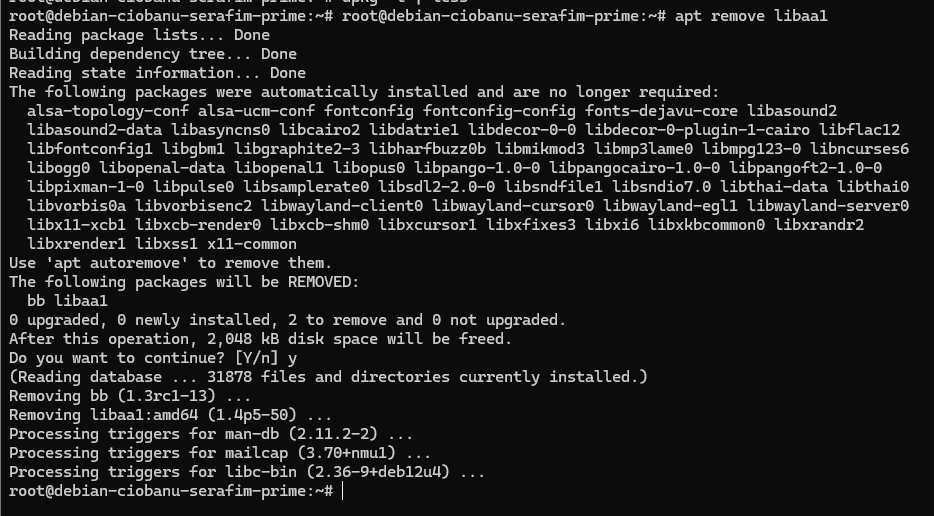 root@debian-ciobanu-serafim-prime:~# root@debian-ciobanu-serafim-prime:~# apt remove libaa1
Reading package lists... Done
Building dependency tree... Done
Reading state information... Done
The following packages were automatically installed and are no longer required:
  alsa-topology-conf alsa-ucm-conf fontconfig fontconfig-config fonts-dejavu-core libasound2
  libasound2-data libasyncns0 libcairo2 libdatrie1 libdecor-0-0 libdecor-0-plugin-1-cairo libflac12
  libfontconfig1 libgbm1 libgraphite2-3 libharfbuzz0b libmikmod3 libmp3lame0 libmpg123-0 libncurses6
  libogg0 libopenal-data libopenal1 libopus0 libpango-1.0-0 libpangocairo-1.0-0 libpangoft2-1.0-0
  libpixman-1-0 libpulse0 libsamplerate0 libsdl2-2.0-0 libsndfile1 libsndio7.0 libthai-data libthai0
  libvorbis0a libvorbisenc2 libwayland-client0 libwayland-cursor0 libwayland-egl1 libwayland-server0
  libx11-xcb1 libxcb-render0 libxcb-shm0 libxcursor1 libxfixes3 libxi6 libxkbcommon0 libxrandr2
  libxrender1 libxss1 x11-common
Use 'apt autoremove' to remove them.
The following packages will be REMOVED:
  bb libaa1
0 upgraded, 0 newly installed, 2 to remove and 0 not upgraded.
After this operation, 2,048 kB disk space will be freed.
Do you want to continue? [Y/n] y
(Reading database ... 31878 files and directories currently installed.)
Removing bb (1.3rc1-13) ...
Removing libaa1:amd64 (1.4p5-50) ...
Processing triggers for man-db (2.11.2-2) ...
Processing triggers for mailcap (3.70+nmu1) ...
Processing triggers for libc-bin (2.36-9+deb12u4) ...
root@debian-ciobanu-serafim-prime:~#